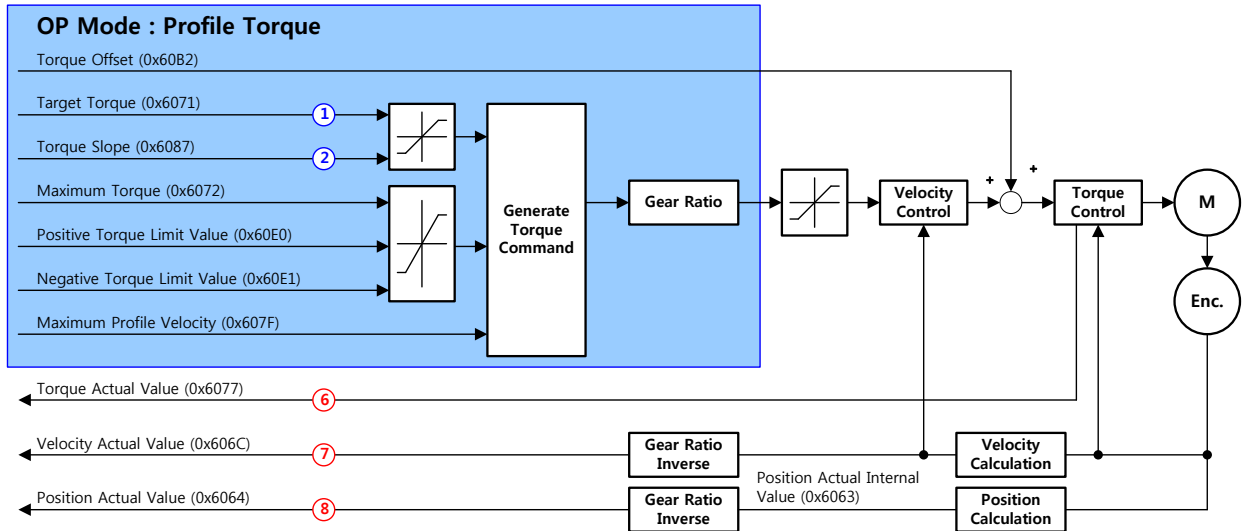 OP Mode : Profile Torque
Torque Offset (0x60B2)
Target Torque (0x6071)
1
Torque Slope (0x6087)
2
Maximum Torque (0x6072)
Positive Torque Limit Value (0x60E0)
Negative Torque Limit Value (0x60E1)
Maximum Profile Velocity (0x607F)
Generate
Torque
Command
Gear Ratio
Velocity
Control
+
+
Torque
Control
M
Enc.
Torque Actual Value (0x6077)
6
Velocity Actual Value (0x606C)
7
Gear Ratio
Inverse
Velocity
Calculation
Position Actual Value (0x6064)
8
Gear Ratio
Inverse
Position Actual Internal
Value (0x6063)
Position
Calculation